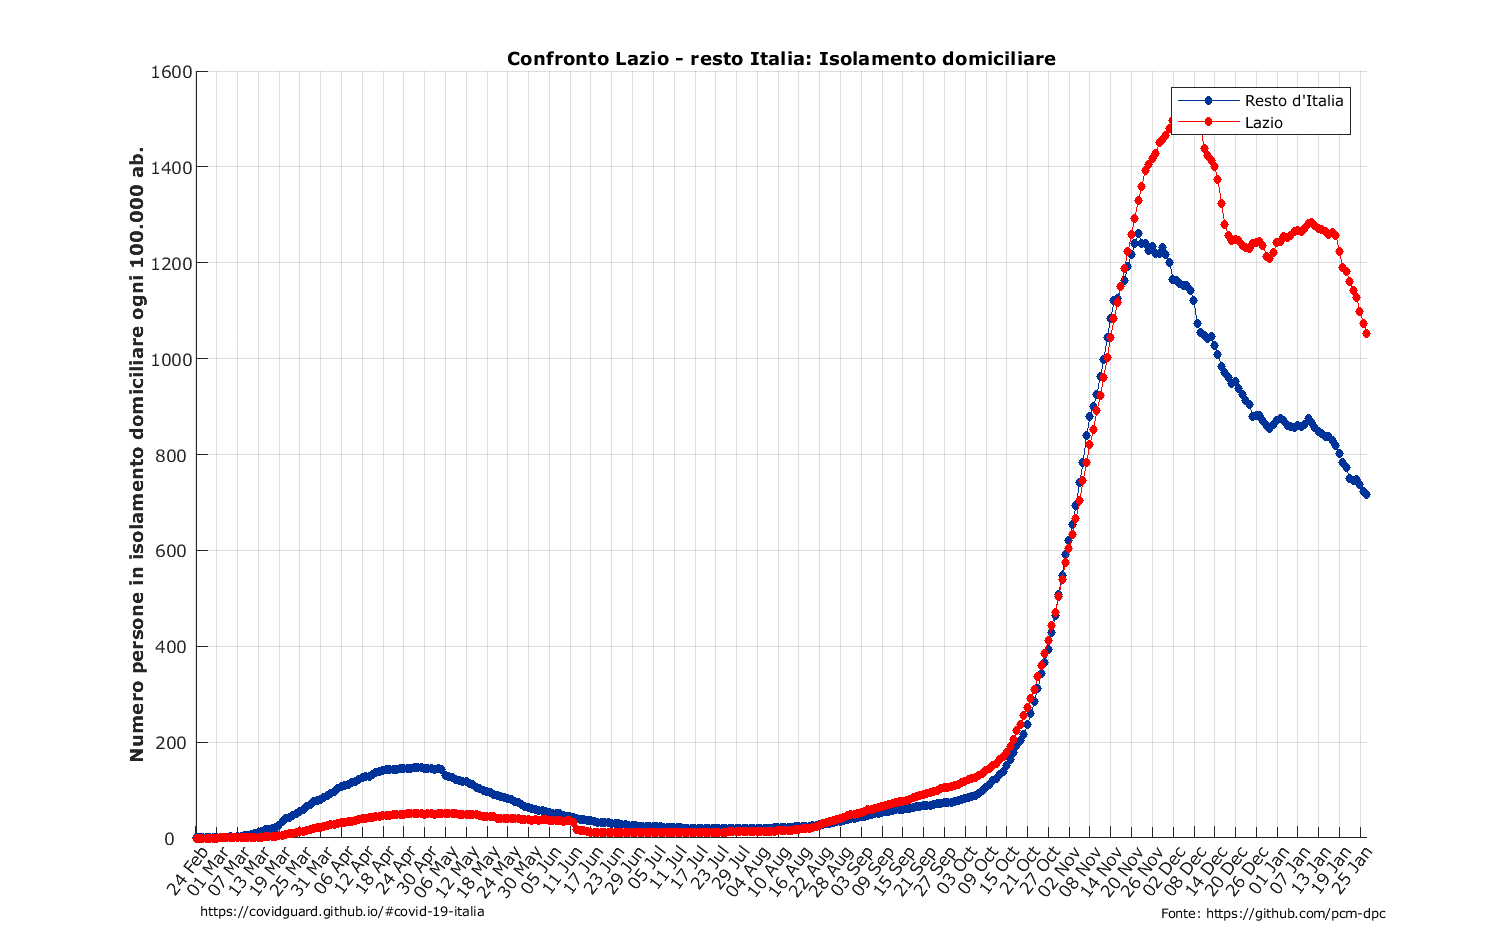 Confronto Lazio - resto Italia: Isolamento domiciliare
Numero persone in isolamento domiciliare ogni 100.000 ab.
1600
1400
1200
1000
800
600
400
200
0
Resto d'Italia
Lazio
24 Feb
01 Mar
07 Mar
13 Mar
19 Mar
25 Mar
31 Mar
06 Apr
12 Apr
18 Apr
24 Apr
30 Apr
06 May
12 May
18 May
24 May
30 May
05 Jun
11 Jun
17 Jun
23 Jun
29 Jun
05 Jul
11 Jul
17 Jul
23 Jul
29 Jul
04 Aug
10 Aug
16 Aug
22 Aug
28 Aug
03 Sep
09 Sep
15 Sep
21 Sep
27 Sep
03 Oct
09 Oct
15 Oct
21 Oct
27 Oct
02 Nov
08 Nov
14 Nov
20 Nov
26 Nov
02 Dec
08 Dec
14 Dec
20 Dec
26 Dec
01 Jan
07 Jan
13 Jan
19 Jan
25 Jan
https://covidguard.github.io/#covid-19-italia
Fonte: https://github.com/pcm-dpc